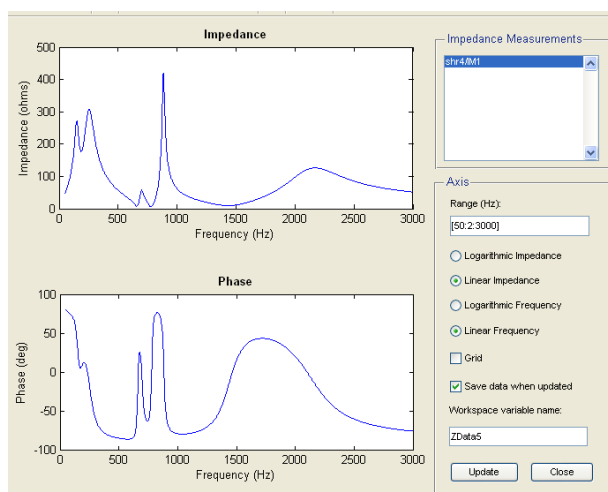 Impedance
500
400
300
200
100
0
Impedance (ohms)
0
500
1000
1500
2000
2500
3000
Frequency (Hz)
Phase
100
50
0
-50
-100
Phase (deg)
0
500
1000
1500
2000
2500
3000
Frequency (Hz)
Impedance Measurements
shr4/IM1
Axis
Range (Hz):
[50:2:3000]
Logarithmic Impedance
Linear Impedance
Logarithmic Frequency
Linear Frequency
Grid
Save data when updated
Workspace variable name:
ZData5
Update
Close